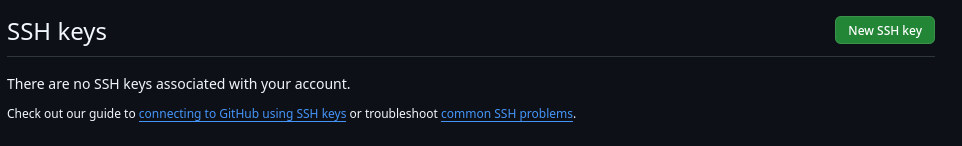 SSH keys
New SSH key
There are no SSH keys associated with your account.
Check out our guide to connecting to GitHub using SSH keys or troubleshoot common SSH problems.